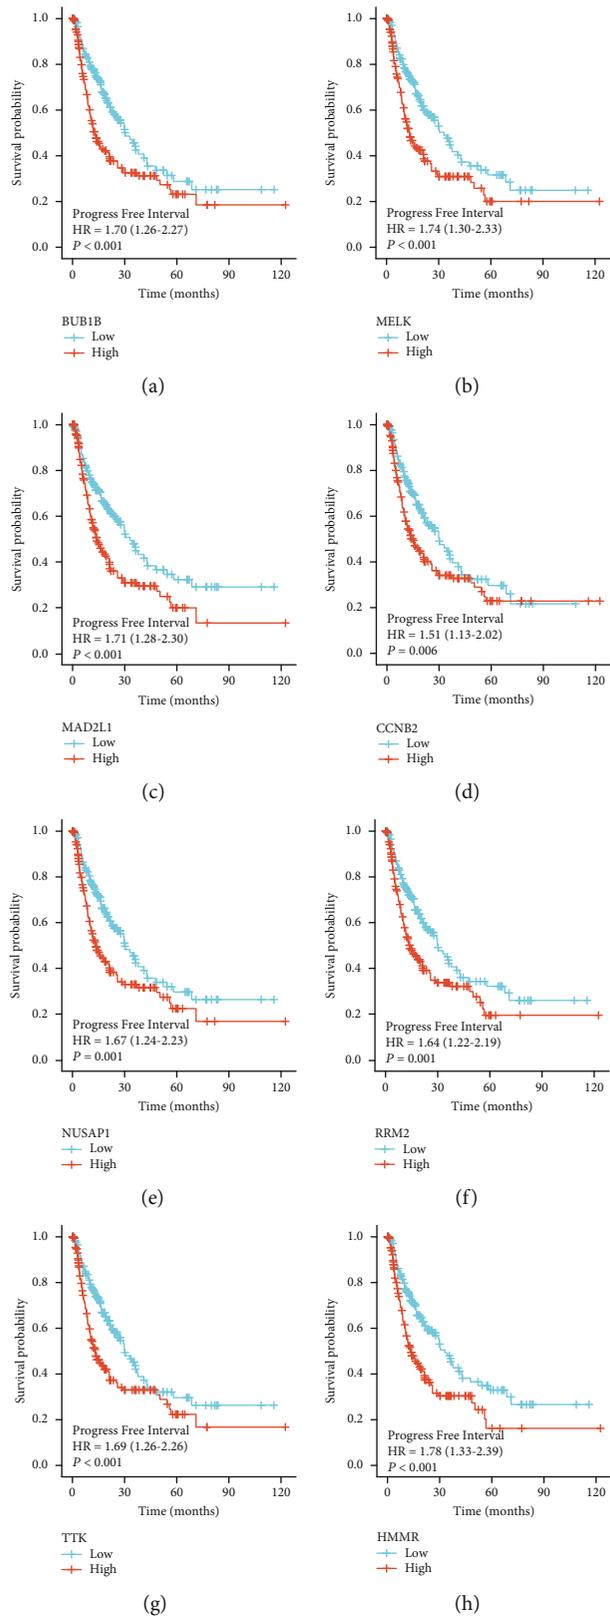 1.0
0.8
0.6
0.4
0.2
0.0
Survival probability
Progress Free Interval
HR = 1.70 (1.26-2.27)
P < 0.001
0 30 60 90 120
Time (months)
BUB1B
Low
High
(a)
1.0
0.8
0.6
0.4
0.2
0.0
Survival probability
Progress Free Interval
HR = 1.74 (1.30-2.33)
P < 0.001
0 30 60 90 120
Time (months)
MELK
Low
High
(b)
1.0
0.8
0.6
0.4
0.2
0.0
Survival probability
Progress Free Interval
HR = 1.71 (1.28-2.30)
P < 0.001
0 30 60 90 120
Time (months)
MAD2L1
Low
High
(c)
1.0
0.8
0.6
0.4
0.2
0.0
Survival probability
Progress Free Interval
HR = 1.51 (1.13-2.02)
P = 0.006
0 30 60 90 120
Time (months)
CCNB2
Low
High
(d)
1.0
0.8
0.6
0.4
0.2
0.0
Survival probability
Progress Free Interval
HR = 1.67 (1.24-2.23)
P = 0.001
0 30 60 90 120
Time (months)
NUSAP1
Low
High
(e)
1.0
0.8
0.6
0.4
0.2
0.0
Survival probability
Progress Free Interval
HR = 1.64 (1.22-2.19)
P = 0.001
0 30 60 90 120
Time (months)
RRM2
Low
High
(f)
1.0
0.8
0.6
0.4
0.2
0.0
Survival probability
Progress Free Interval
HR = 1.69 (1.26-2.26)
P < 0.001
0 30 60 90 120
Time (months)
TTK
Low
High
(g)
1.0
0.8
0.6
0.4
0.2
0.0
Survival probability
Progress Free Interval
HR = 1.78 (1.33-2.39)
P < 0.001
0 30 60 90 120
Time (months)
HMMR
Low
High
(h)